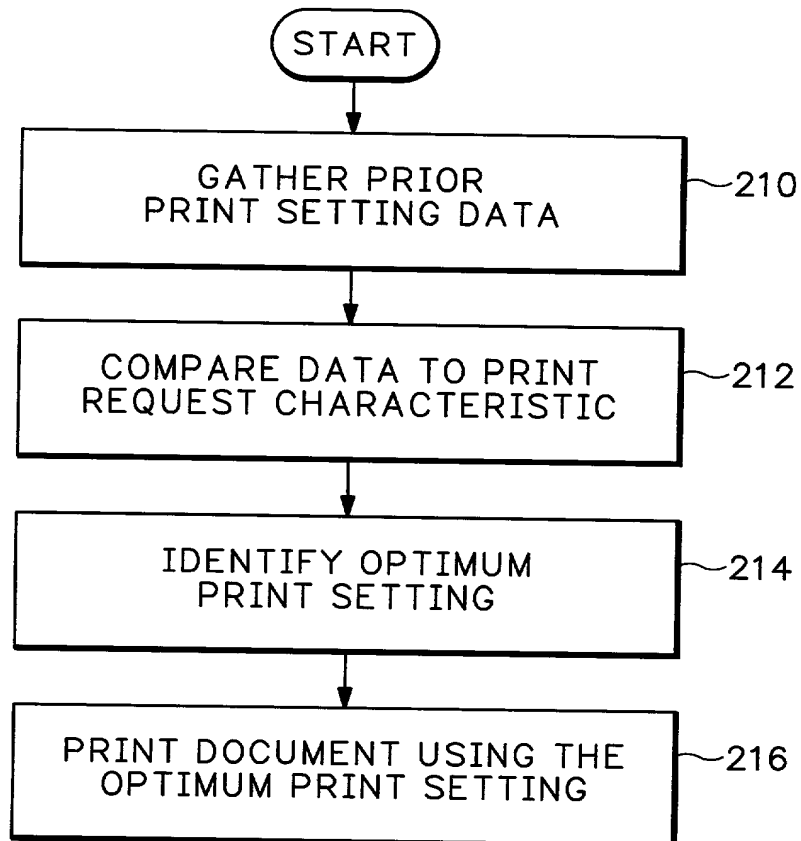 START
GATHER PRIOR
PRINT SETTING DATA
210
COMPARE DATA TO PRINT
REQUEST CHARACTERISTIC
212
IDENTIFY OPTIMUM
PRINT SETTING
214
PRINT DOCUMENT USING THE
OPTIMUM PRINT SETTING
216